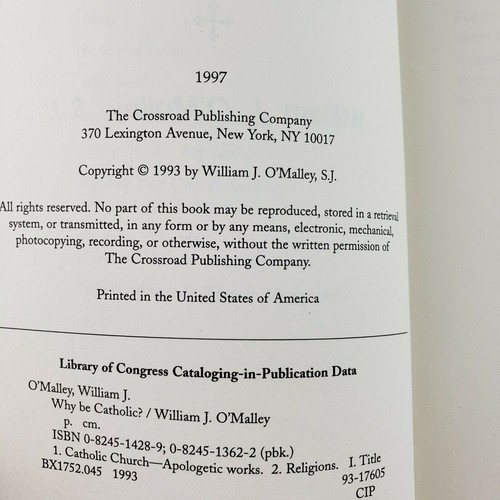 1997
The Crossroad Publishing Company
370 Lexington Avenue, New York, NY 10017
Copyright © 1993 by William J. O'Malley, S.J.
All rights reserved. No part of this book may be reproduced, stored in a retrieval
system, or transmitted, in any form or by any means, electronic, mechanical,
photocopying, recording, or otherwise, without the written permission of
The Crossroad Publishing Company.
Printed in the United States of America
Library of Congress Cataloging-in-Publication Data
O'Malley, William J.
Why be Catholic? / William J. O'Malley
p. cm.
ISBN 0-8245-1428-9; 0-8245-1362-2 (pbk.)
1. Catholic Church—Apologetic works. 2. Religions. I. Title
BX1752.045 1993
93-17605
CIP